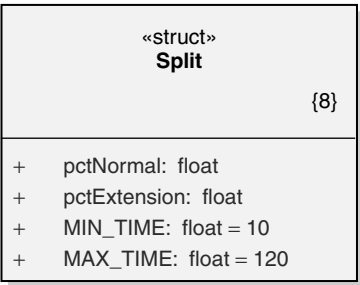 «struct»
Split
{8}
+ pctNormal: float
+ pctExtension: float
+ MIN_TIME: float = 10
+ MAX_TIME: float = 120